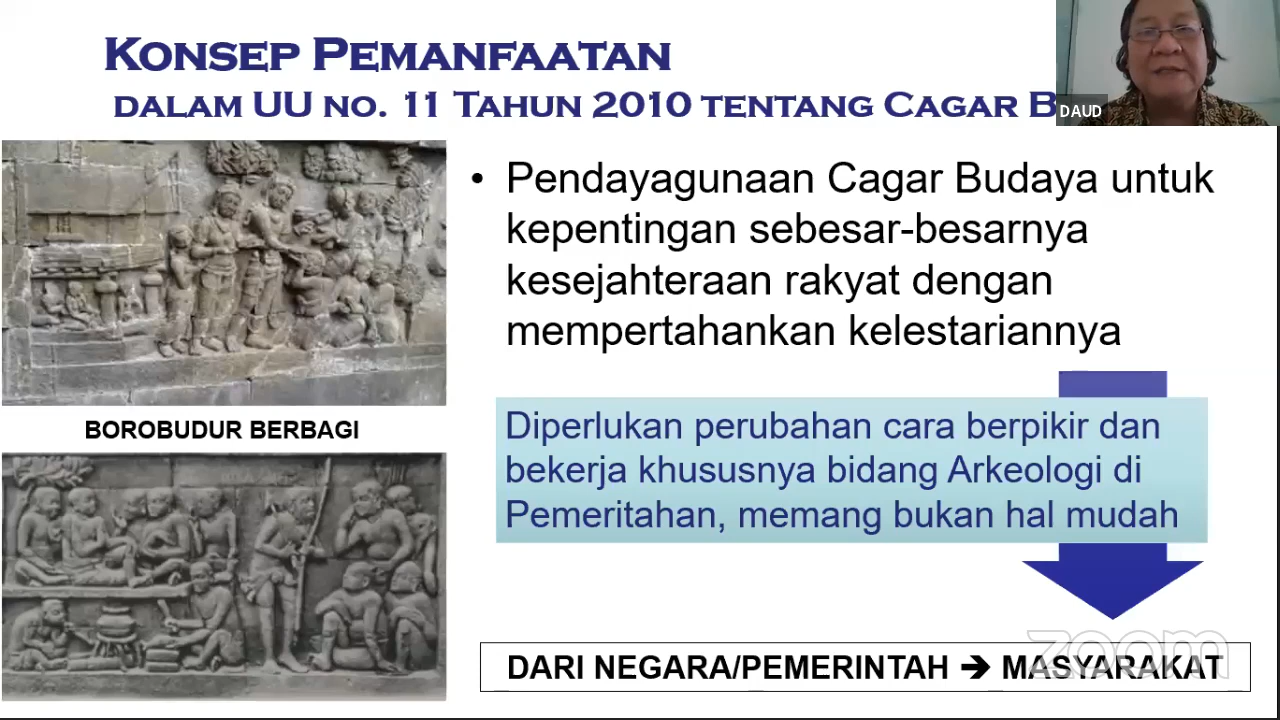 KONSEP PEMANFAATAN
DALAM UU NO. 11 TAHUN 2010 TENTANG CAGAR
DAUD
• Pendayagunaan Cagar Budaya untuk
kepentingan sebesar-besarnya
kesejahteraan rakyat dengan
mempertahankan kelestariannya
BOROBUDUR BERBAGI
Diperlukan perubahan cara berpikir dan
bekerja khususnya bidang Arkeologi di
Pemeritahan, memang bukan hal mudah
DARI NEGARA/PEMERINTAH ➔ MASYARAKAT
zoom